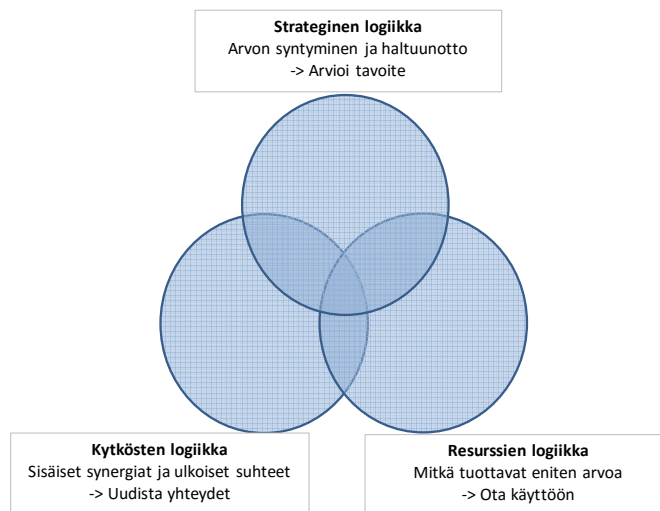 Strateginen logiikka
Arvon syntyminen ja haltuunotto
-> Arvioi tavoite
Kytkösten logiikka
Sisäiset synergiat ja ulkoiset suhteet
-> Uudista yhteydet
Resurssien logiikka
Mitkä tuottavat eniten arvoa
-> Ota käyttöön